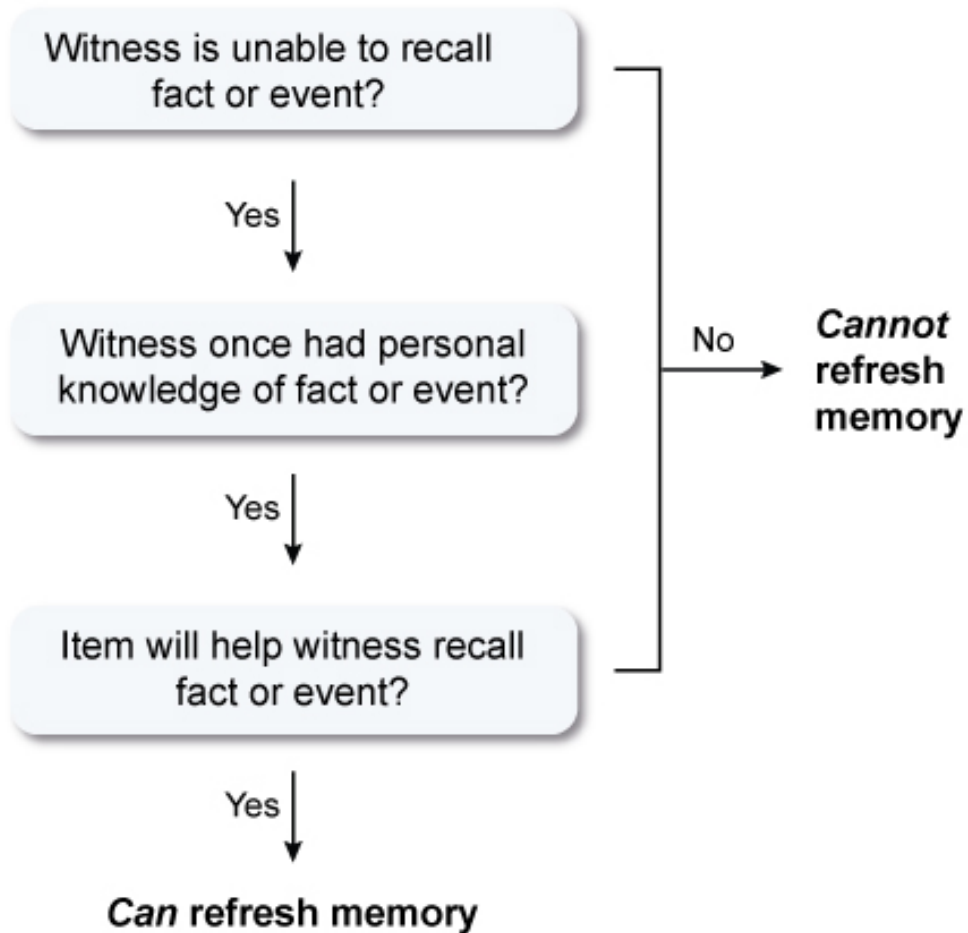 Witness is unable to recall
fact or event?
Yes
Witness once had personal
knowledge of fact or event?
No
Cannot
refresh
memory
Yes
Item will help witness recall
fact or event?
Yes
Can refresh memory